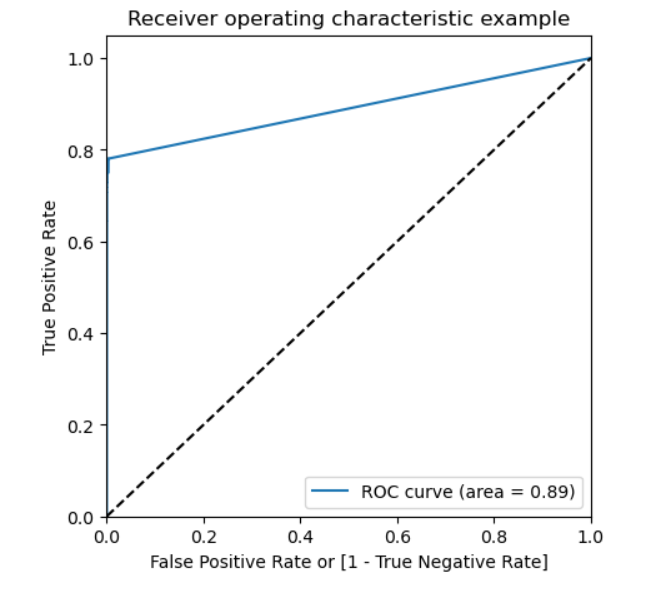 Receiver operating characteristic example
1.0
0.8
0.6
0.4
0.2
0.0
True Positive Rate
ROC curve (area = 0.89)
0.0 0.2 0.4 0.6 0.8 1.0
False Positive Rate or [1 - True Negative Rate]